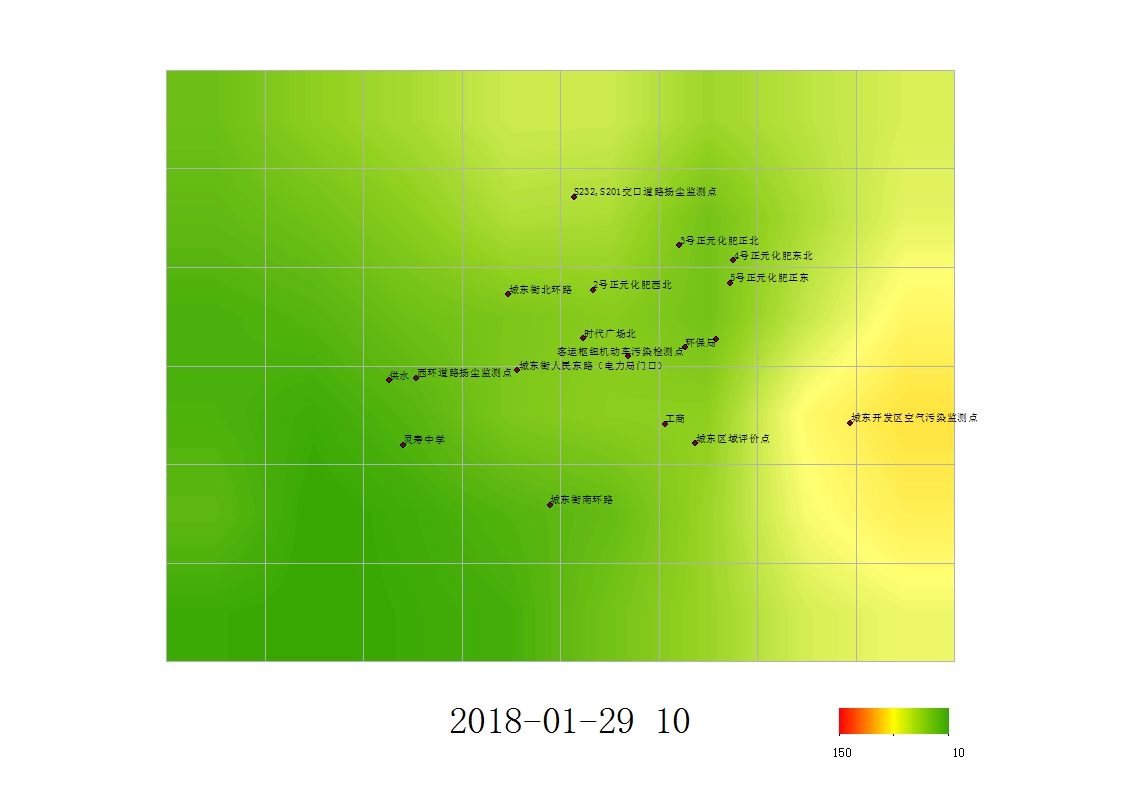 S232,S201交口道路扬尘监测点
3号正元化肥正北
4号正元化肥东北
5号正元化肥正东
2号正元化肥西北
城东街北环路
时代广场北
环保局
客运枢纽机动车污染检测点
城东街人民东路（电力局门口）
西环道路扬尘监测点
供水
城东开发区空气污染监测点
工商
城东区域评价点
灵寿中学
城东街南环路
2018-01-29 10
150 10